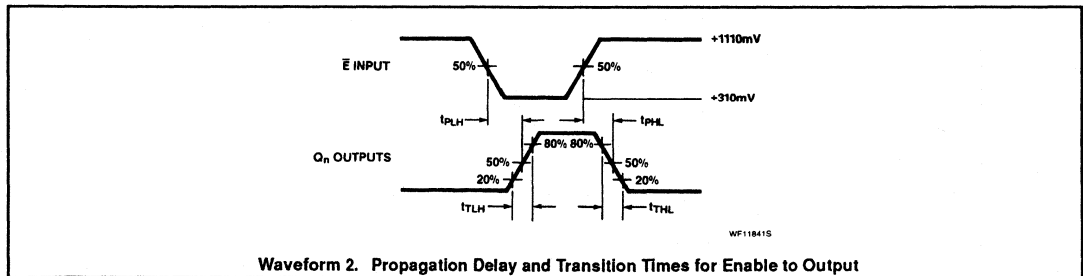 +1110mV
E̅ INPUT 50% 50%
+310mV
tPLH tPHL
80% 80%
Qn OUTPUTS 50% 50%
20% 20%
tTLH tTHL
WF11841S
Waveform 2. Propagation Delay and Transition Times for Enable to Output